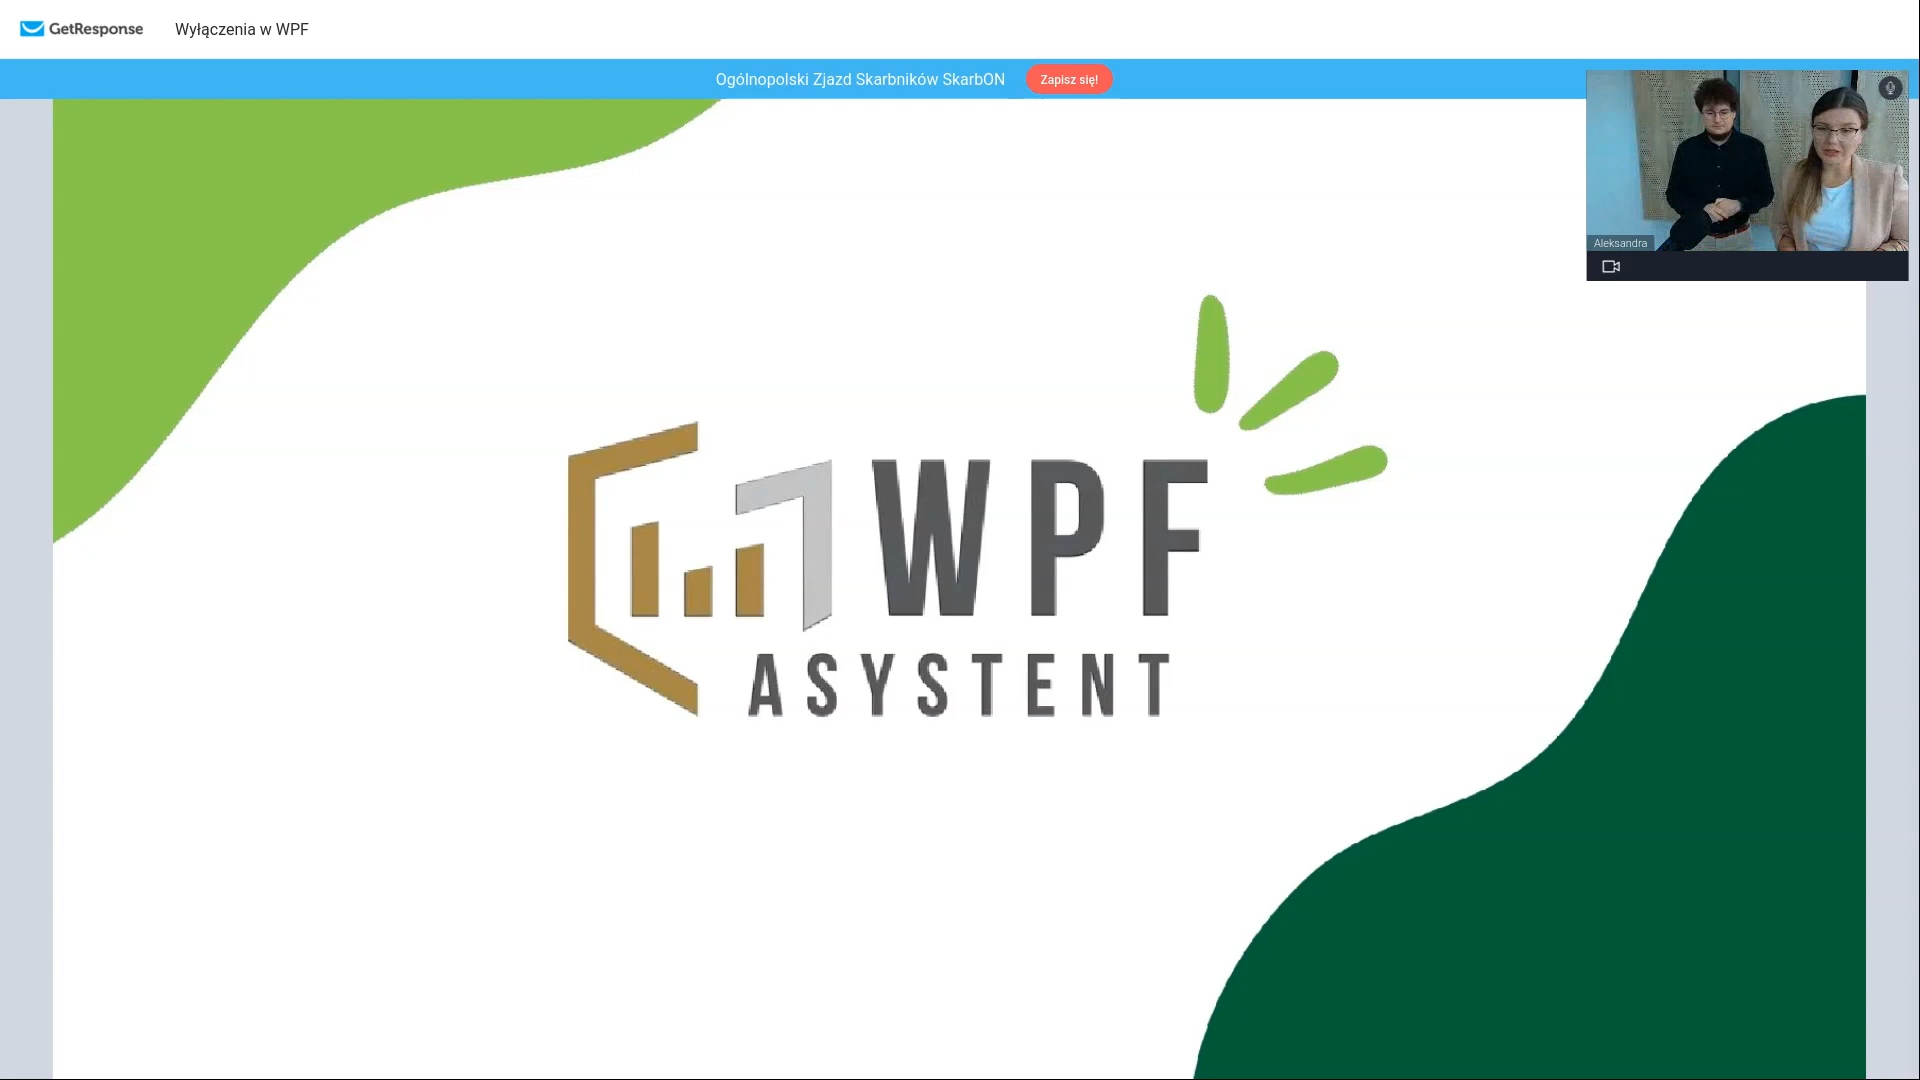 GetResponse
Wyłączenia w WPF
Ogólnopolski Zjazd Skarbników SkarbON
Zapisz się!
Aleksandra
WPF
ASYSTENT